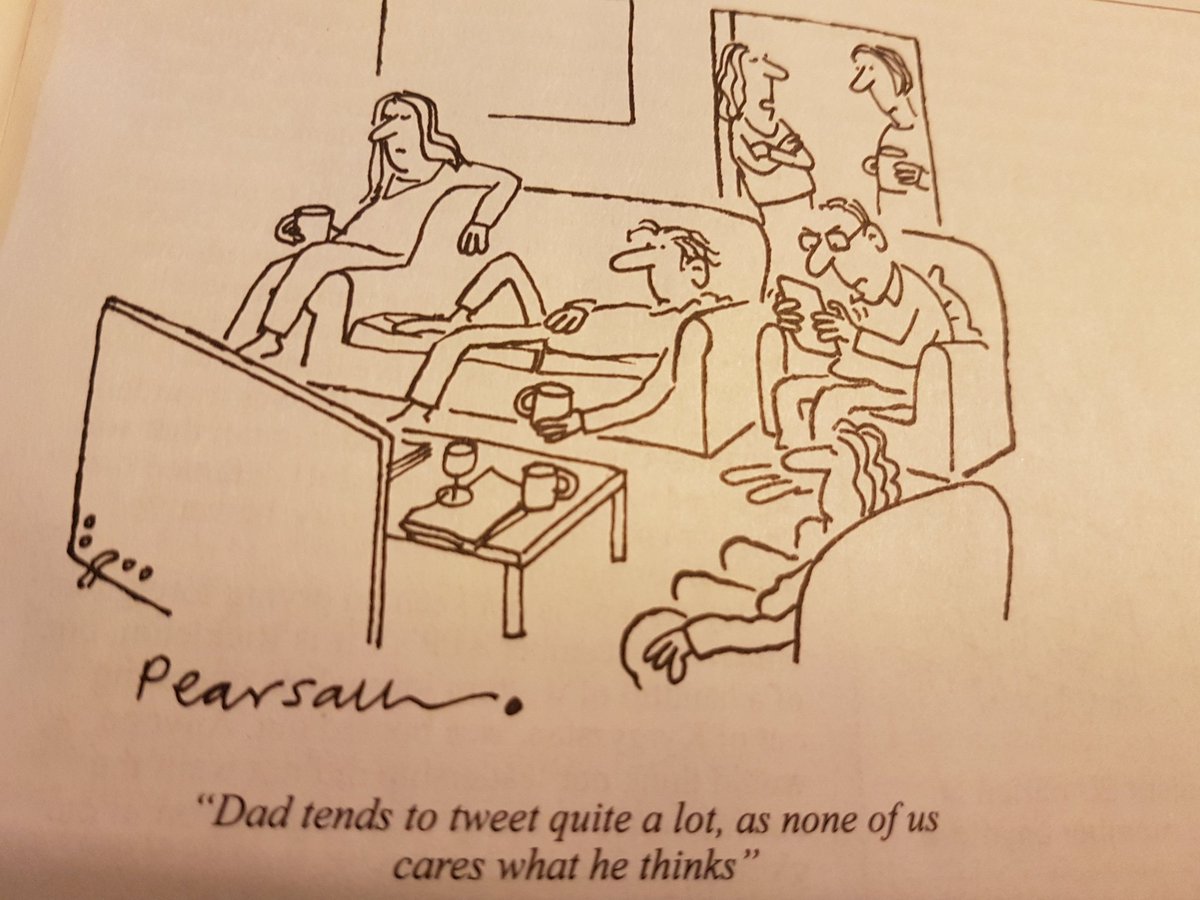 Pearsall
“Dad tends to tweet quite a lot, as none of us
cares what he thinks”